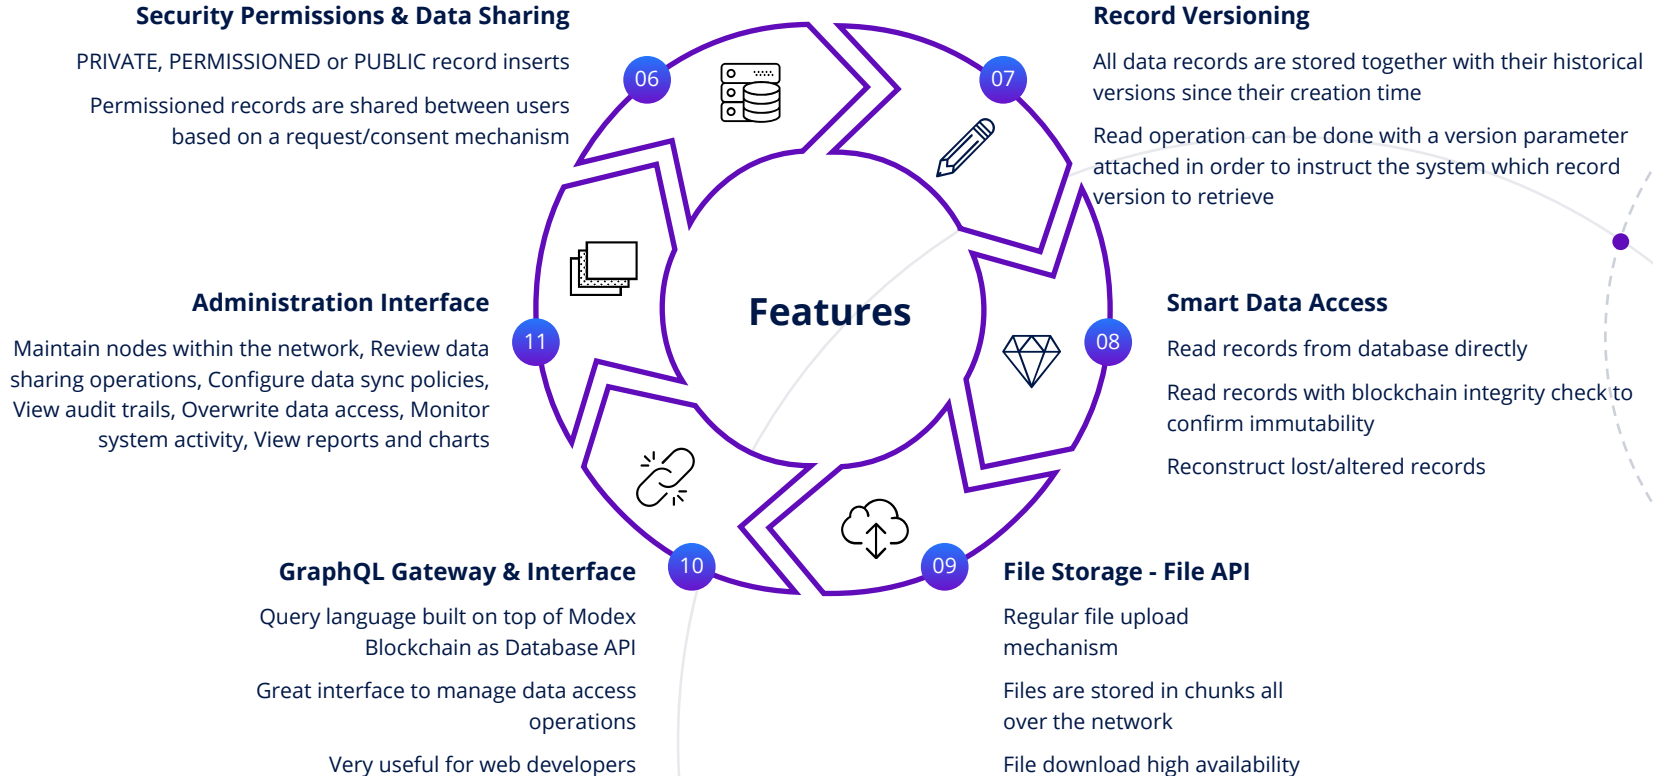 Security Permissions & Data Sharing
PRIVATE, PERMISSIONED or PUBLIC record inserts
Permissioned records are shared between users
based on a request/consent mechanism
06
07
Record Versioning
All data records are stored together with their historical
versions since their creation time
Read operation can be done with a version parameter
attached in order to instruct the system which record
version to retrieve
Features
Administration Interface
Maintain nodes within the network, Review data
sharing operations, Configure data sync policies,
View audit trails, Overwrite data access, Monitor
system activity, View reports and charts
11
08
Smart Data Access
Read records from database directly
Read records with blockchain integrity check to
confirm immutability
Reconstruct lost/altered records
GraphQL Gateway & Interface
Query language built on top of Modex
Blockchain as Database API
Great interface to manage data access
operations
Very useful for web developers
10
09
File Storage - File API
Regular file upload
mechanism
Files are stored in chunks all
over the network
File download high availability